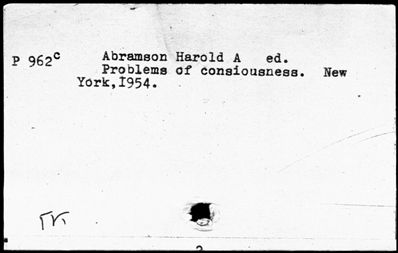 P 962c Abramson Harold A ed.
Problems of consiousness. New
York,1954.